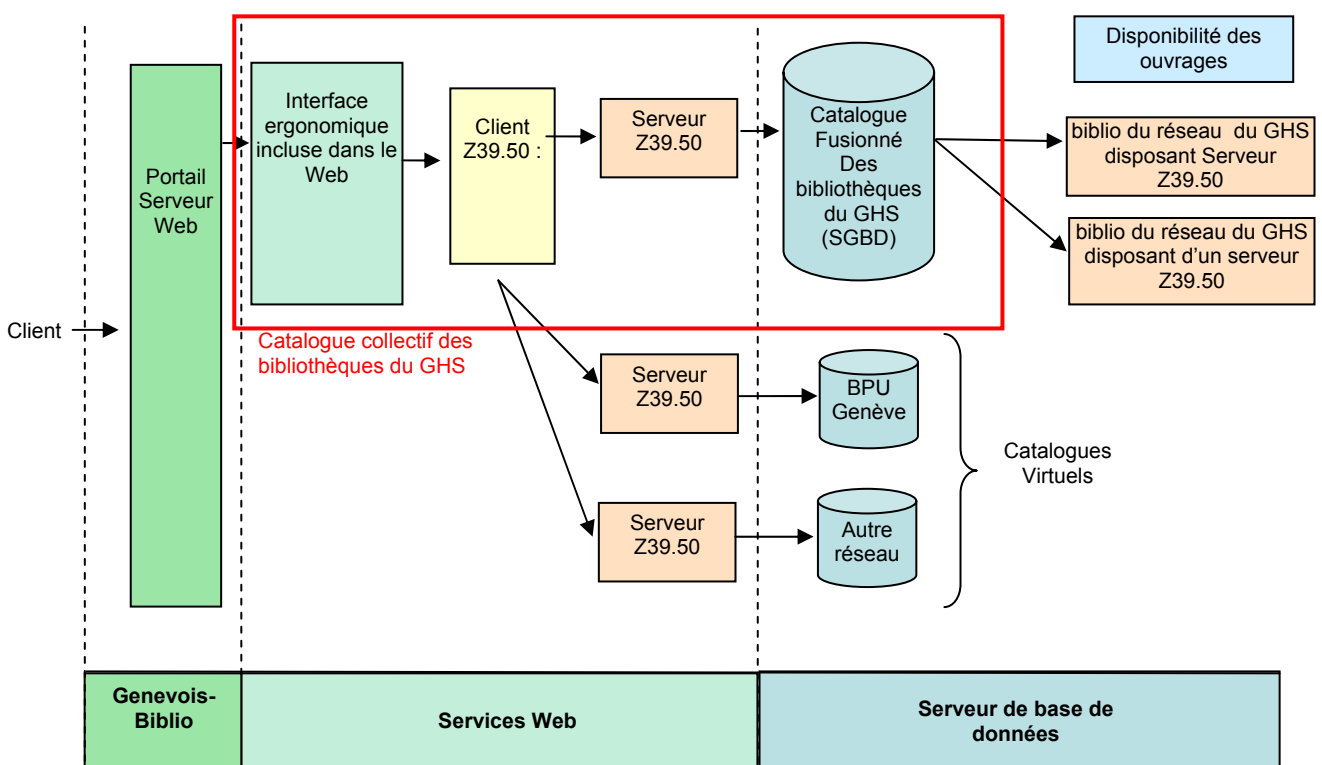 Disponibilité des
ouvrages
Interface
ergonomique
incluse dans le
Web
Client
Z39.50 :
Serveur
Z39.50
Catalogue
Fusionné
Des
bibliothèques
du GHS
(SGBD)
biblio du réseau du GHS
disposant Serveur
Z39.50
Portail
Serveur
Web
biblio du réseau du GHS
disposant d'un serveur
Z39.50
Client
Catalogue collectif des
bibliothèques du GHS
Serveur
Z39.50
BPU
Genève
Catalogues
Virtuels
Serveur
Z39.50
Autre
réseau
Genevois-
Biblio
Services Web
Serveur de base de
données